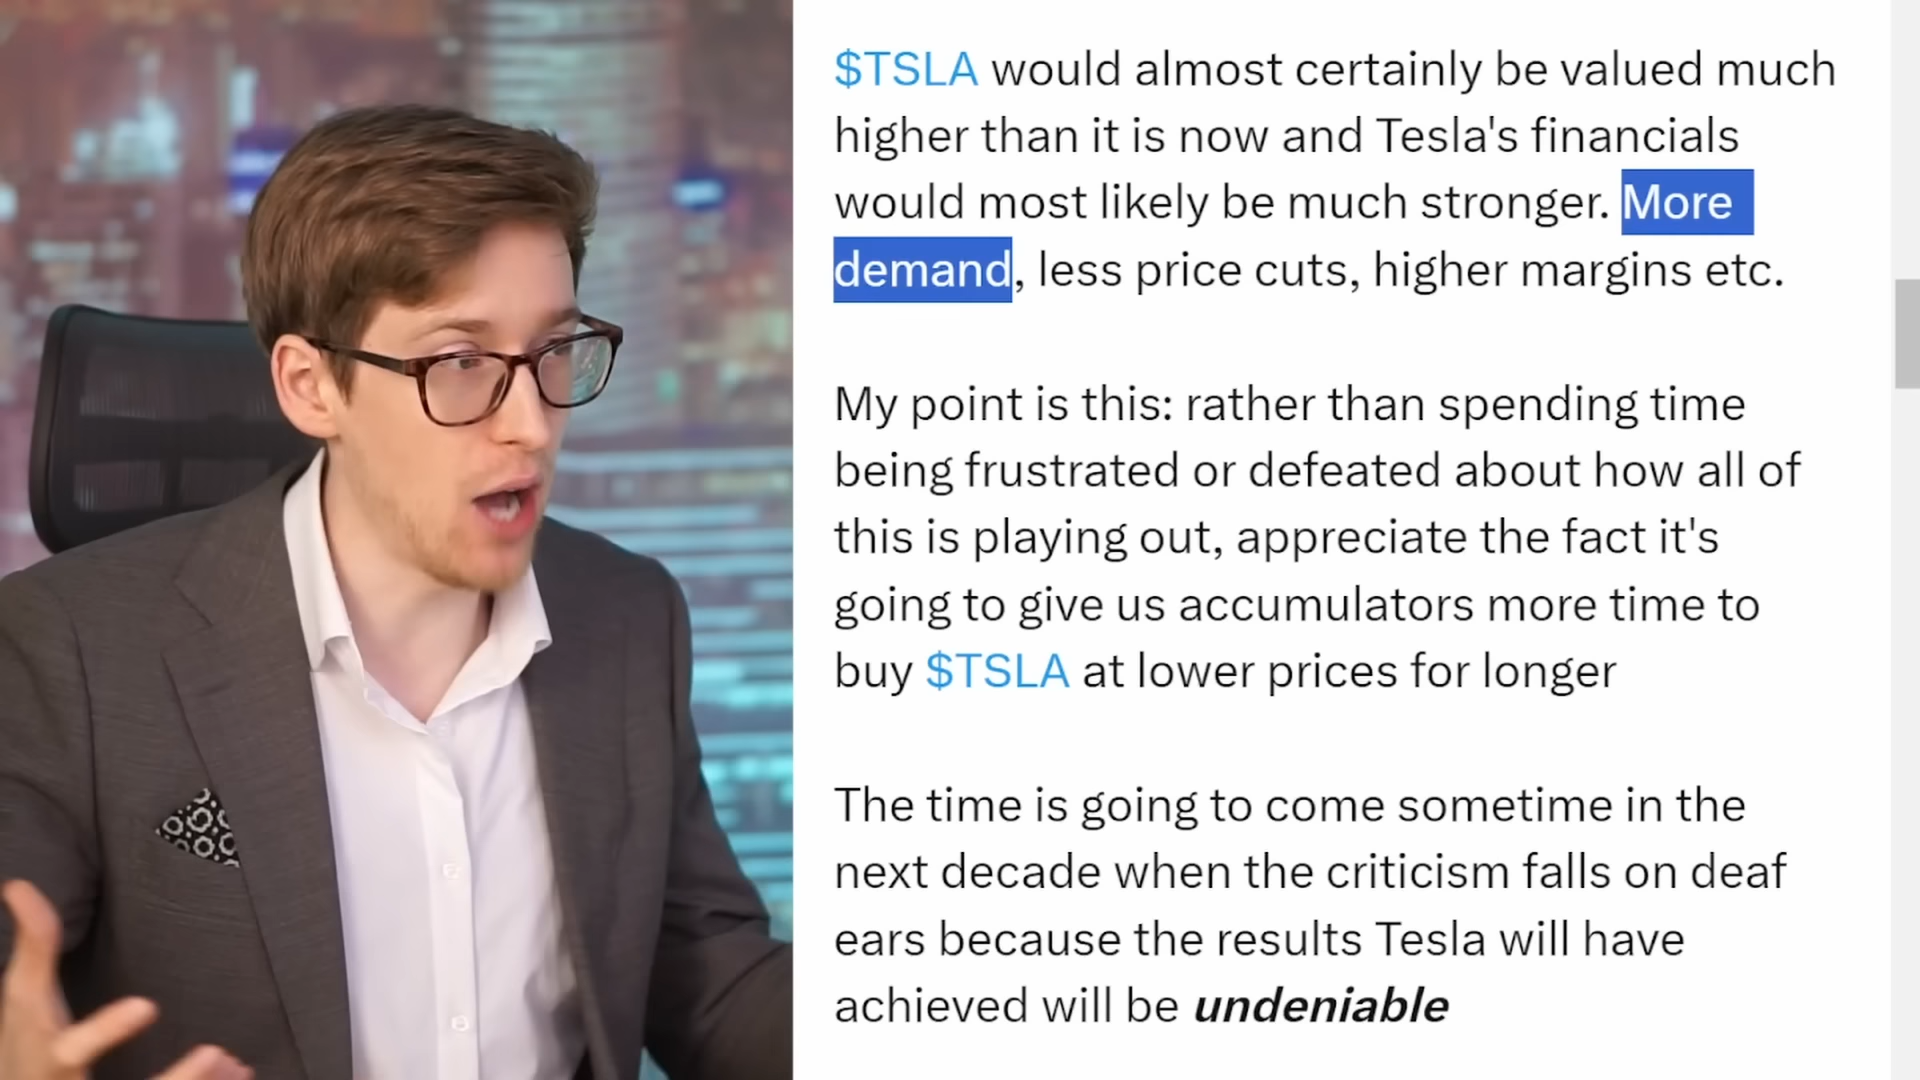 $TSLA would almost certainly be valued much
higher than it is now and Tesla's financials
would most likely be much stronger. More
demand, less price cuts, higher margins etc.
My point is this: rather than spending time
being frustrated or defeated about how all of
this is playing out, appreciate the fact it's
going to give us accumulators more time to
buy $TSLA at lower prices for longer
The time is going to come sometime in the
next decade when the criticism falls on deaf
ears because the results Tesla will have
achieved will be undeniable